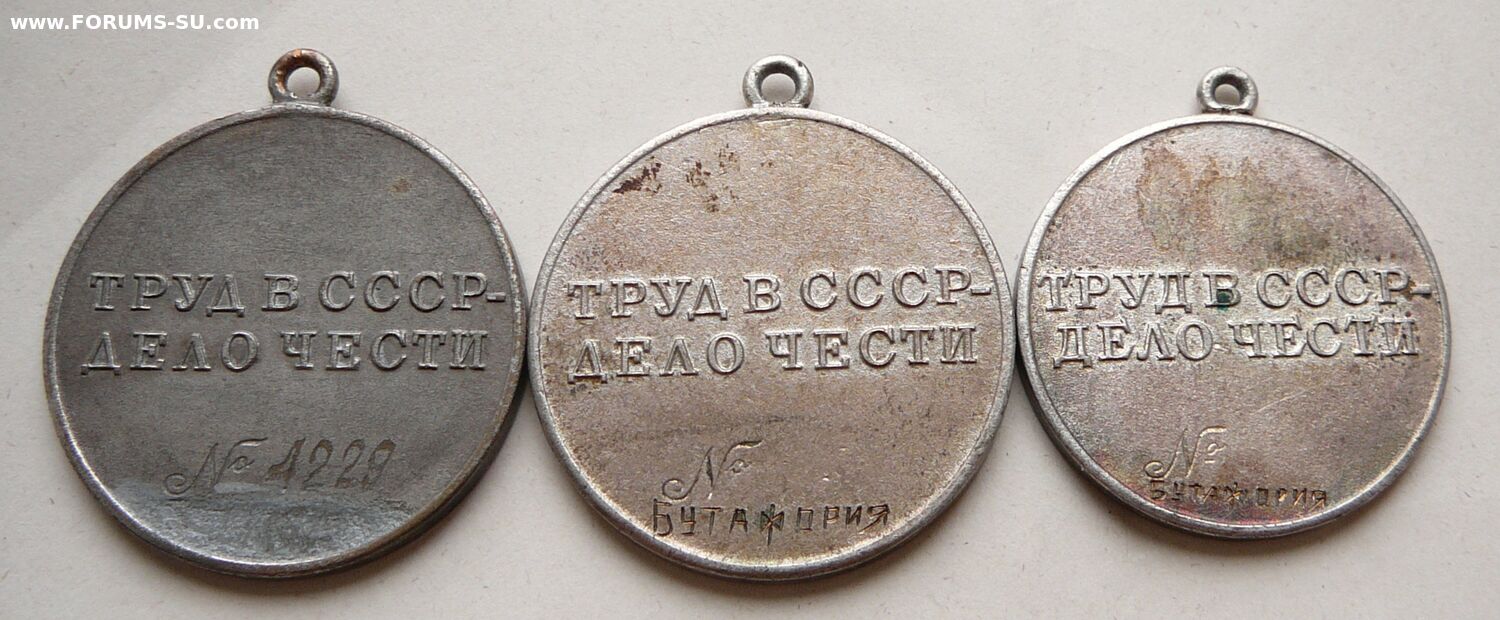 www.FORUMS-SU.com
ТРУД В СССР-
ДЕЛО ЧЕСТИ
№ 1229
ТРУД В СССР-
ДЕЛО ЧЕСТИ
№
БУТАФОРИЯ
ТРУД В СССР-
ДЕЛО ЧЕСТИ
№
БУТАФОРИЯ